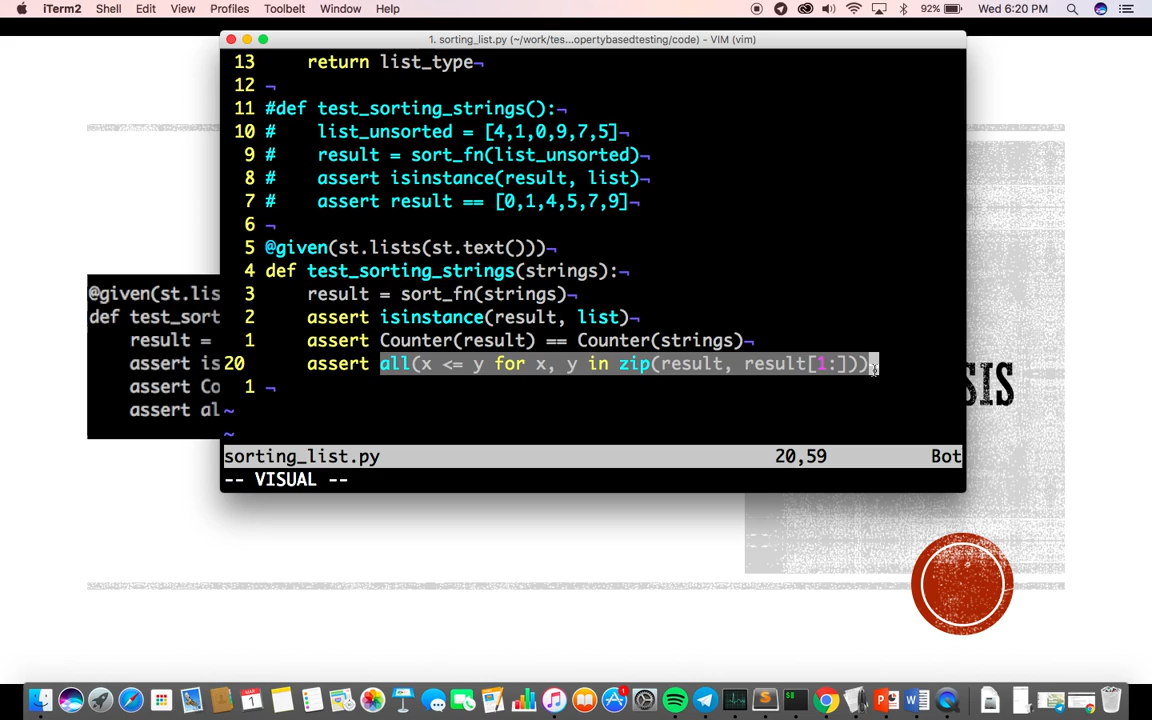 iTerm2 Shell Edit View Profiles Toolbelt Window Help 92% Wed 6:20 PM
1. sorting_list.py (~/work/tes...opertybasedtesting/code) - VIM (vim)
13     return list_type¬
12 ¬
11 #def test_sorting_strings():¬
10 #    list_unsorted = [4,1,0,9,7,5]¬
9 #    result = sort_fn(list_unsorted)¬
8 #    assert isinstance(result, list)¬
7 #    assert result == [0,1,4,5,7,9]¬
6 ¬
5 @given(st.lists(st.text()))¬
4 def test_sorting_strings(strings):¬
3     result = sort_fn(strings)¬
2     assert isinstance(result, list)¬
1     assert Counter(result) == Counter(strings)¬
20     assert all(x <= y for x, y in zip(result, result[1:]))
1 ¬
~
~
sorting_list.py 20,59 Bot
-- VISUAL --
@given(st.lis
def test_sort
result =
assert is
assert Co
assert al
SIS
1
1